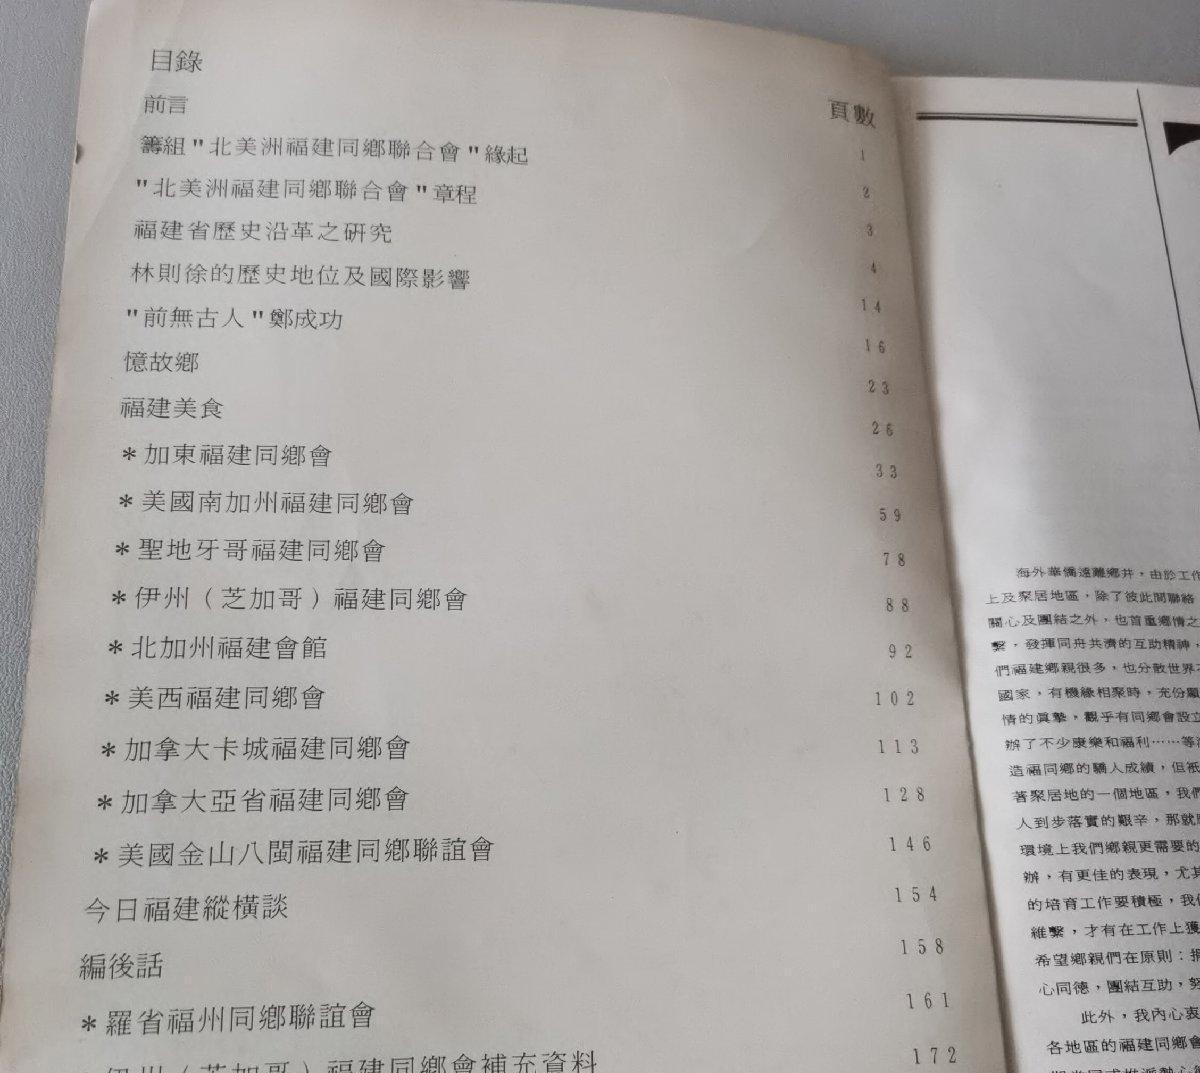 目錄 頁數
前言 1
籌組"北美洲福建同鄉聯合會"緣起 2
"北美洲福建同鄉聯合會"章程 3
福建省歷史沿革之研究 4
林則徐的歷史地位及國際影響 14
"前無古人"鄭成功 16
憶故鄉 23
福建美食 26
*加東福建同鄉會 33
*美國南加州福建同鄉會 59
*聖地牙哥福建同鄉會 78
*伊州(芝加哥)福建同鄉會 88
*北加州福建會館 92
*美西福建同鄉會 102
*加拿大卡城福建同鄉會 113
*加拿大亞省福建同鄉會 128
*美國金山八閩福建同鄉聯誼會 146
今日福建縱橫談 154
編後話 158
*羅省福州同鄉聯誼會 161
伊州(芝加哥)福建同鄉會補充資料 172
海外華僑遠離鄉井，由於工作
上及聚居地區，除了彼此間聯絡
關心及團結之外，也首重鄉情之
繫，發揮同舟共濟的互助精神，
們福建鄉親很多，也分散世界
國家，有機緣相聚時，充份顯
情的眞摯，觀乎有同鄉會設立
辦了不少康樂和福利……等
造福同鄉的驕人成績，但祇
著聚居地的一個地區，我們
人到步落實的艱辛，那就
環境上我們鄉親更需要的
辦，有更佳的表現，尤其
的培育工作要積極，我們
維繫，才有在工作上獲
希望鄉親們在原則：捐
心同德，團結互助，努
此外，我內心衷
各地區的福建同鄉會